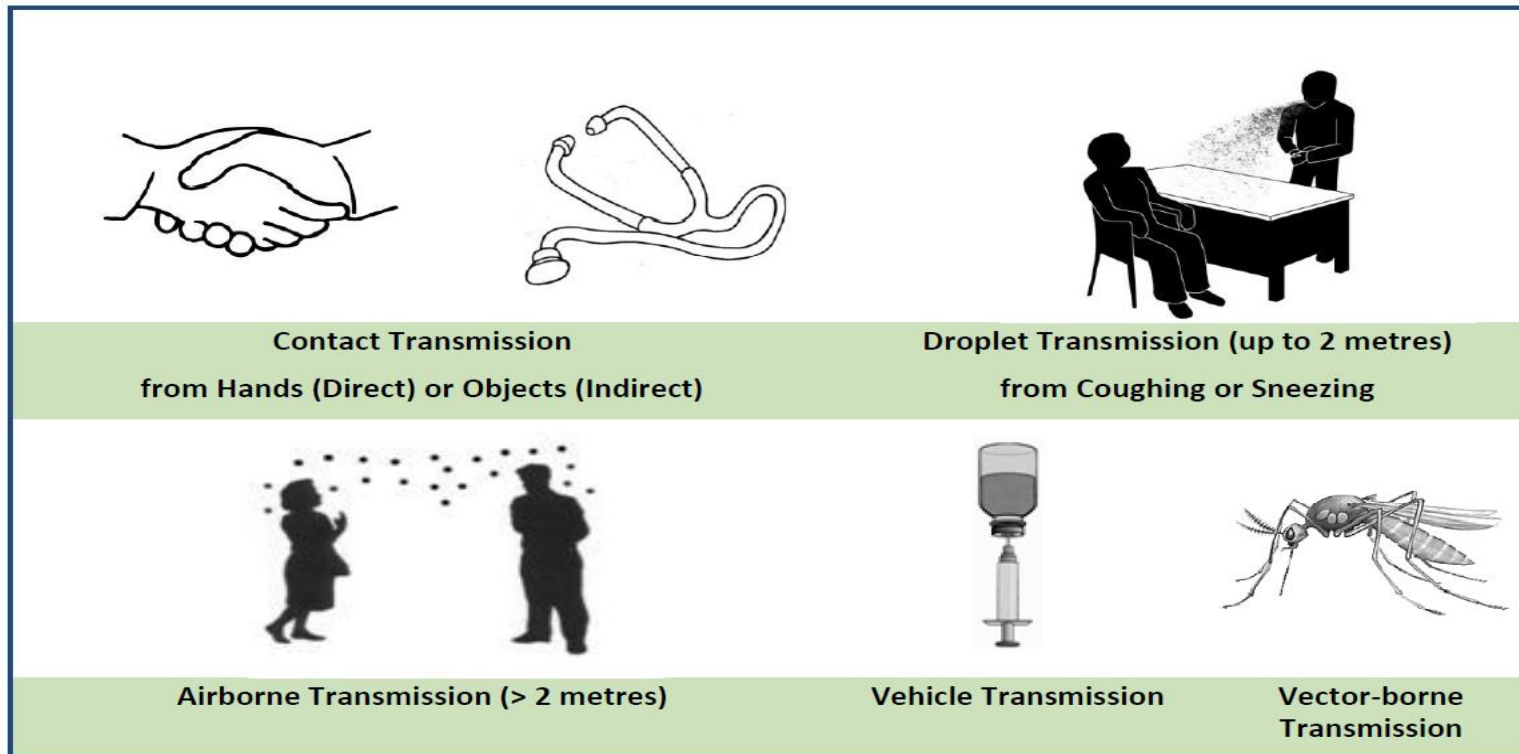 Contact Transmission
from Hands (Direct) or Objects (Indirect)
Droplet Transmission (up to 2 metres)
from Coughing or Sneezing
Airborne Transmission (> 2 metres)
Vehicle Transmission
Vector-borne
Transmission